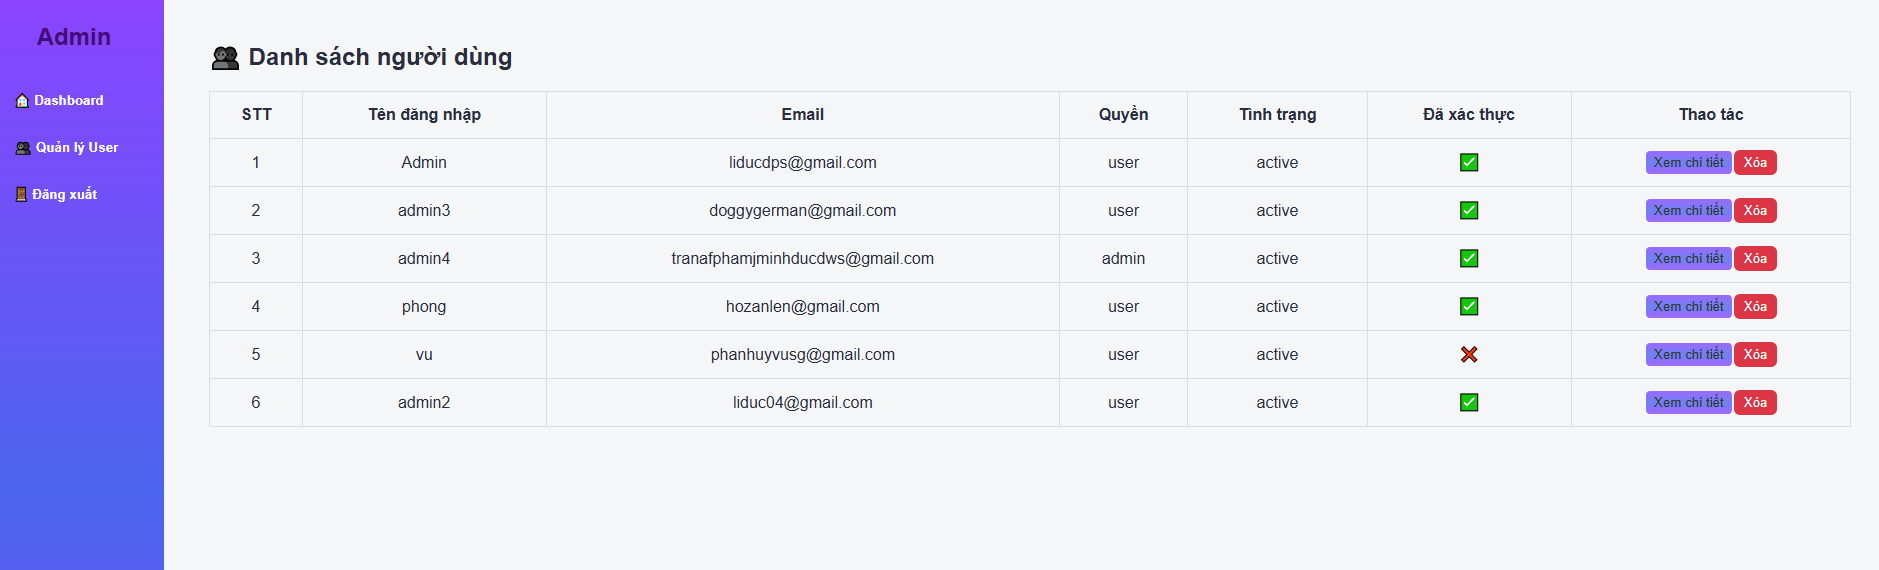 Admin
Dashboard
Quản lý User
Đăng xuất
Danh sách người dùng
STT Tên đăng nhập Email Quyền Tình trạng Đã xác thực Thao tác
1 Admin liducdps@gmail.com user active ✅ Xem chi tiết Xóa
2 admin3 doggygerman@gmail.com user active ✅ Xem chi tiết Xóa
3 admin4 tranafphamjminhducdws@gmail.com admin active ✅ Xem chi tiết Xóa
4 phong hozanlen@gmail.com user active ✅ Xem chi tiết Xóa
5 vu phanhuyvusg@gmail.com user active ❌ Xem chi tiết Xóa
6 admin2 liduc04@gmail.com user active ✅ Xem chi tiết Xóa